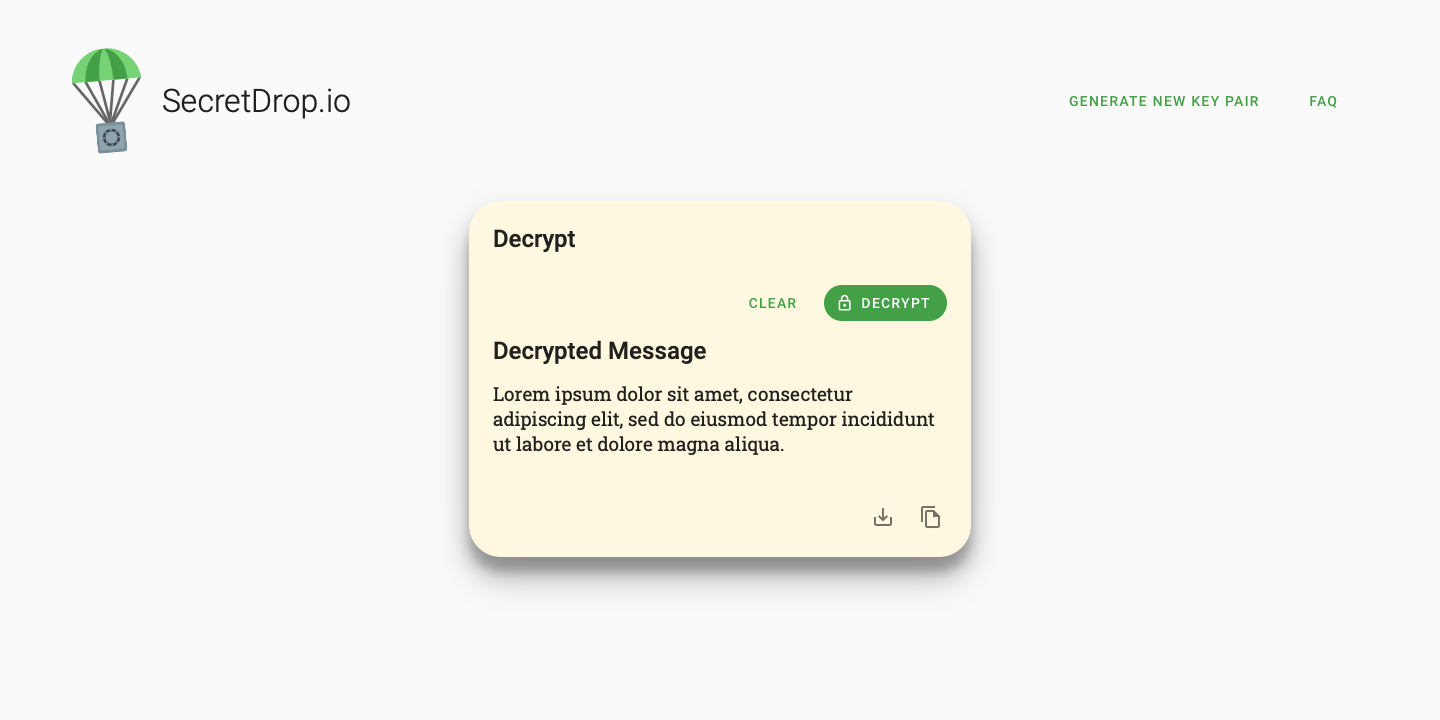 SecretDrop.io
GENERATE NEW KEY PAIR
FAQ
Decrypt
CLEAR
DECRYPT
Decrypted Message
Lorem ipsum dolor sit amet, consectetur
adipiscing elit, sed do eiusmod tempor incididunt
ut labore et dolore magna aliqua.